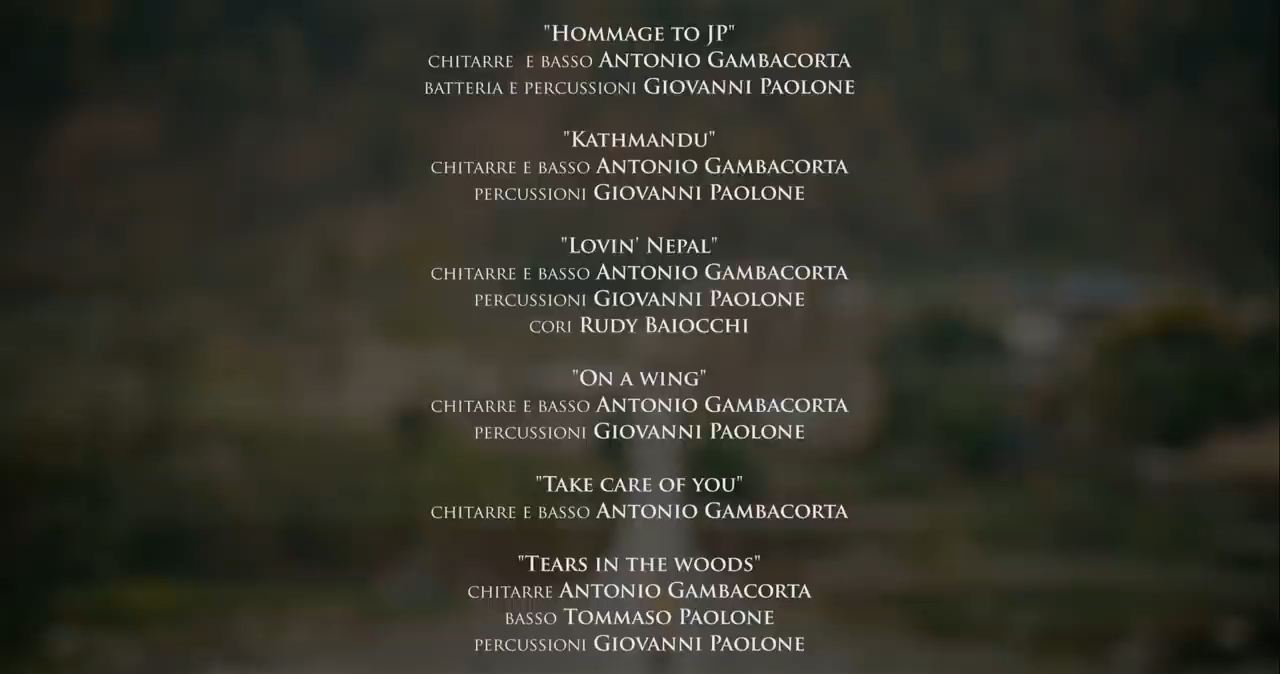 "Hommage to JP"
chitarre e basso Antonio Gambacorta
batteria e percussioni Giovanni Paolone
"Kathmandu"
chitarre e basso Antonio Gambacorta
percussioni Giovanni Paolone
"Lovin' Nepal"
chitarre e basso Antonio Gambacorta
percussioni Giovanni Paolone
cori Rudy Baiocchi
"On a wing"
chitarre e basso Antonio Gambacorta
percussioni Giovanni Paolone
"Take care of you"
chitarre e basso Antonio Gambacorta
"Tears in the woods"
chitarre Antonio Gambacorta
basso Tommaso Paolone
percussioni Giovanni Paolone